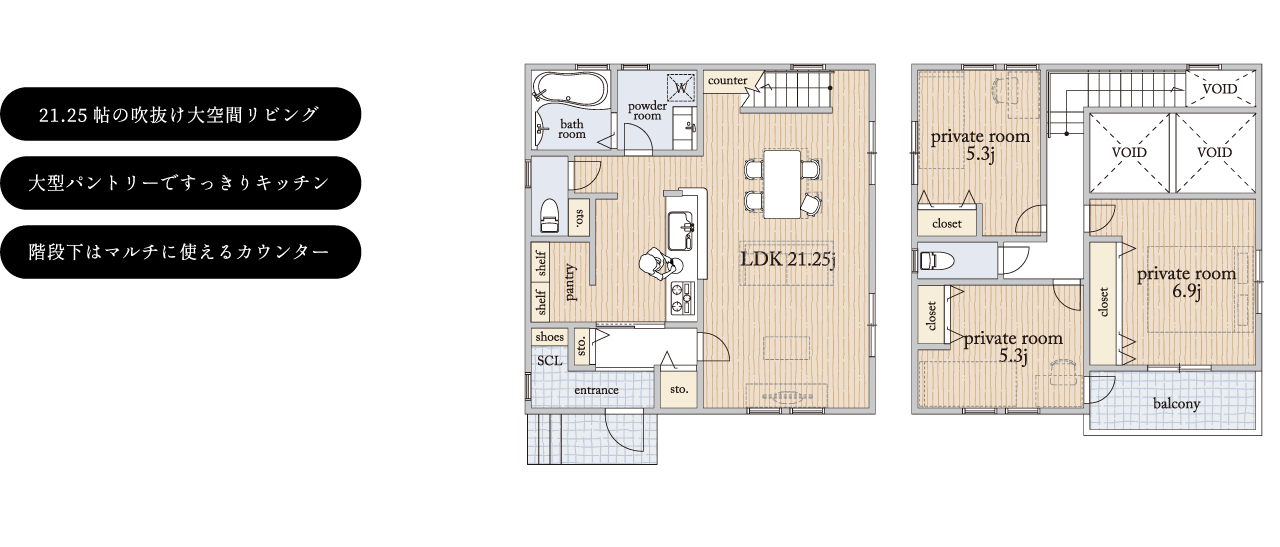 21.25 帖の吹抜け大空間リビング
大型パントリーですっきりキッチン
階段下はマルチに使えるカウンター
bath
room
powder
room
W
counter
sto.
shelf
shelf
pantry
LDK 21.25j
shoes
SCL
sto.
entrance
sto.
private room
5.3j
closet
VOID
VOID
VOID
private room
6.9j
closet
closet
private room
5.3j
balcony